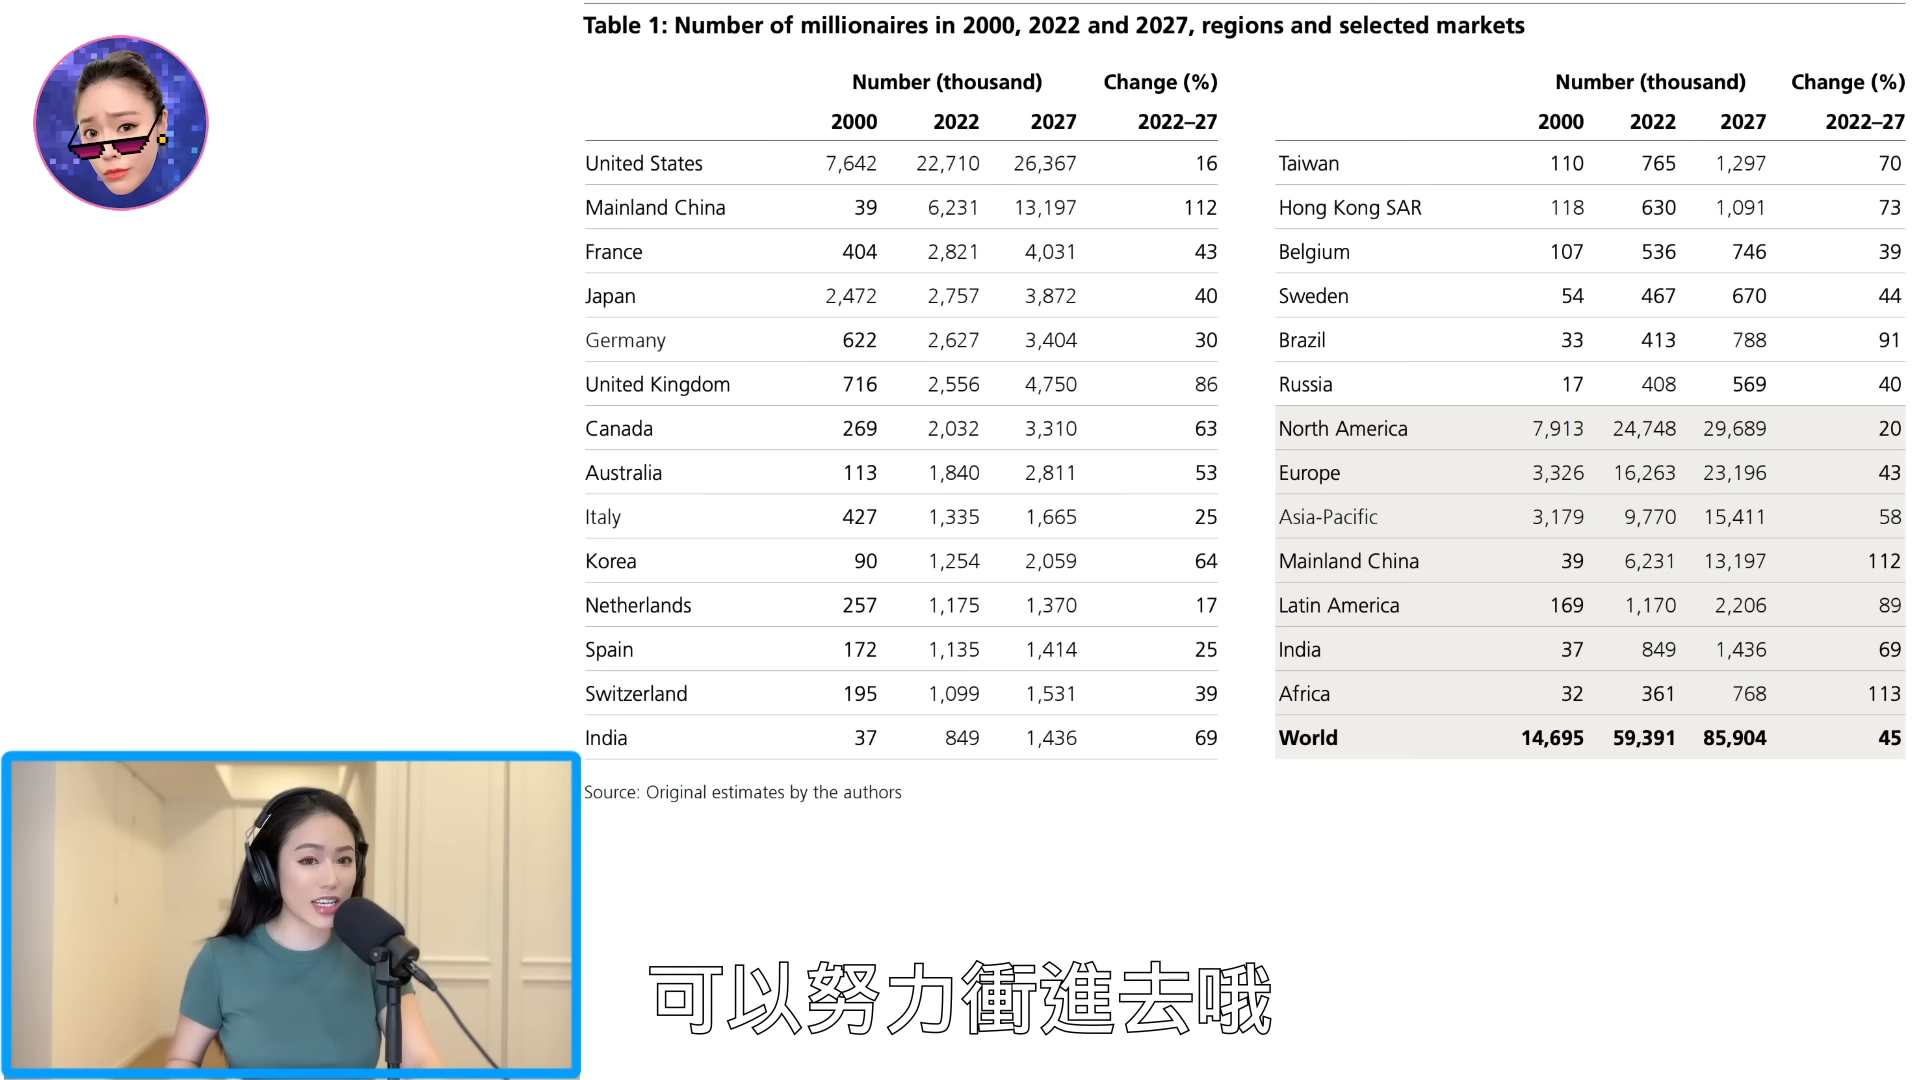 Table 1: Number of millionaires in 2000, 2022 and 2027, regions and selected markets
Number (thousand) Change (%)
2000 2022 2027 2022–27
United States 7,642 22,710 26,367 16
Mainland China 39 6,231 13,197 112
France 404 2,821 4,031 43
Japan 2,472 2,757 3,872 40
Germany 622 2,627 3,404 30
United Kingdom 716 2,556 4,750 86
Canada 269 2,032 3,310 63
Australia 113 1,840 2,811 53
Italy 427 1,335 1,665 25
Korea 90 1,254 2,059 64
Netherlands 257 1,175 1,370 17
Spain 172 1,135 1,414 25
Switzerland 195 1,099 1,531 39
India 37 849 1,436 69
Number (thousand) Change (%)
2000 2022 2027 2022–27
Taiwan 110 765 1,297 70
Hong Kong SAR 118 630 1,091 73
Belgium 107 536 746 39
Sweden 54 467 670 44
Brazil 33 413 788 91
Russia 17 408 569 40
North America 7,913 24,748 29,689 20
Europe 3,326 16,263 23,196 43
Asia-Pacific 3,179 9,770 15,411 58
Mainland China 39 6,231 13,197 112
Latin America 169 1,170 2,206 89
India 37 849 1,436 69
Africa 32 361 768 113
World 14,695 59,391 85,904 45
Source: Original estimates by the authors
可以努力衝進去哦